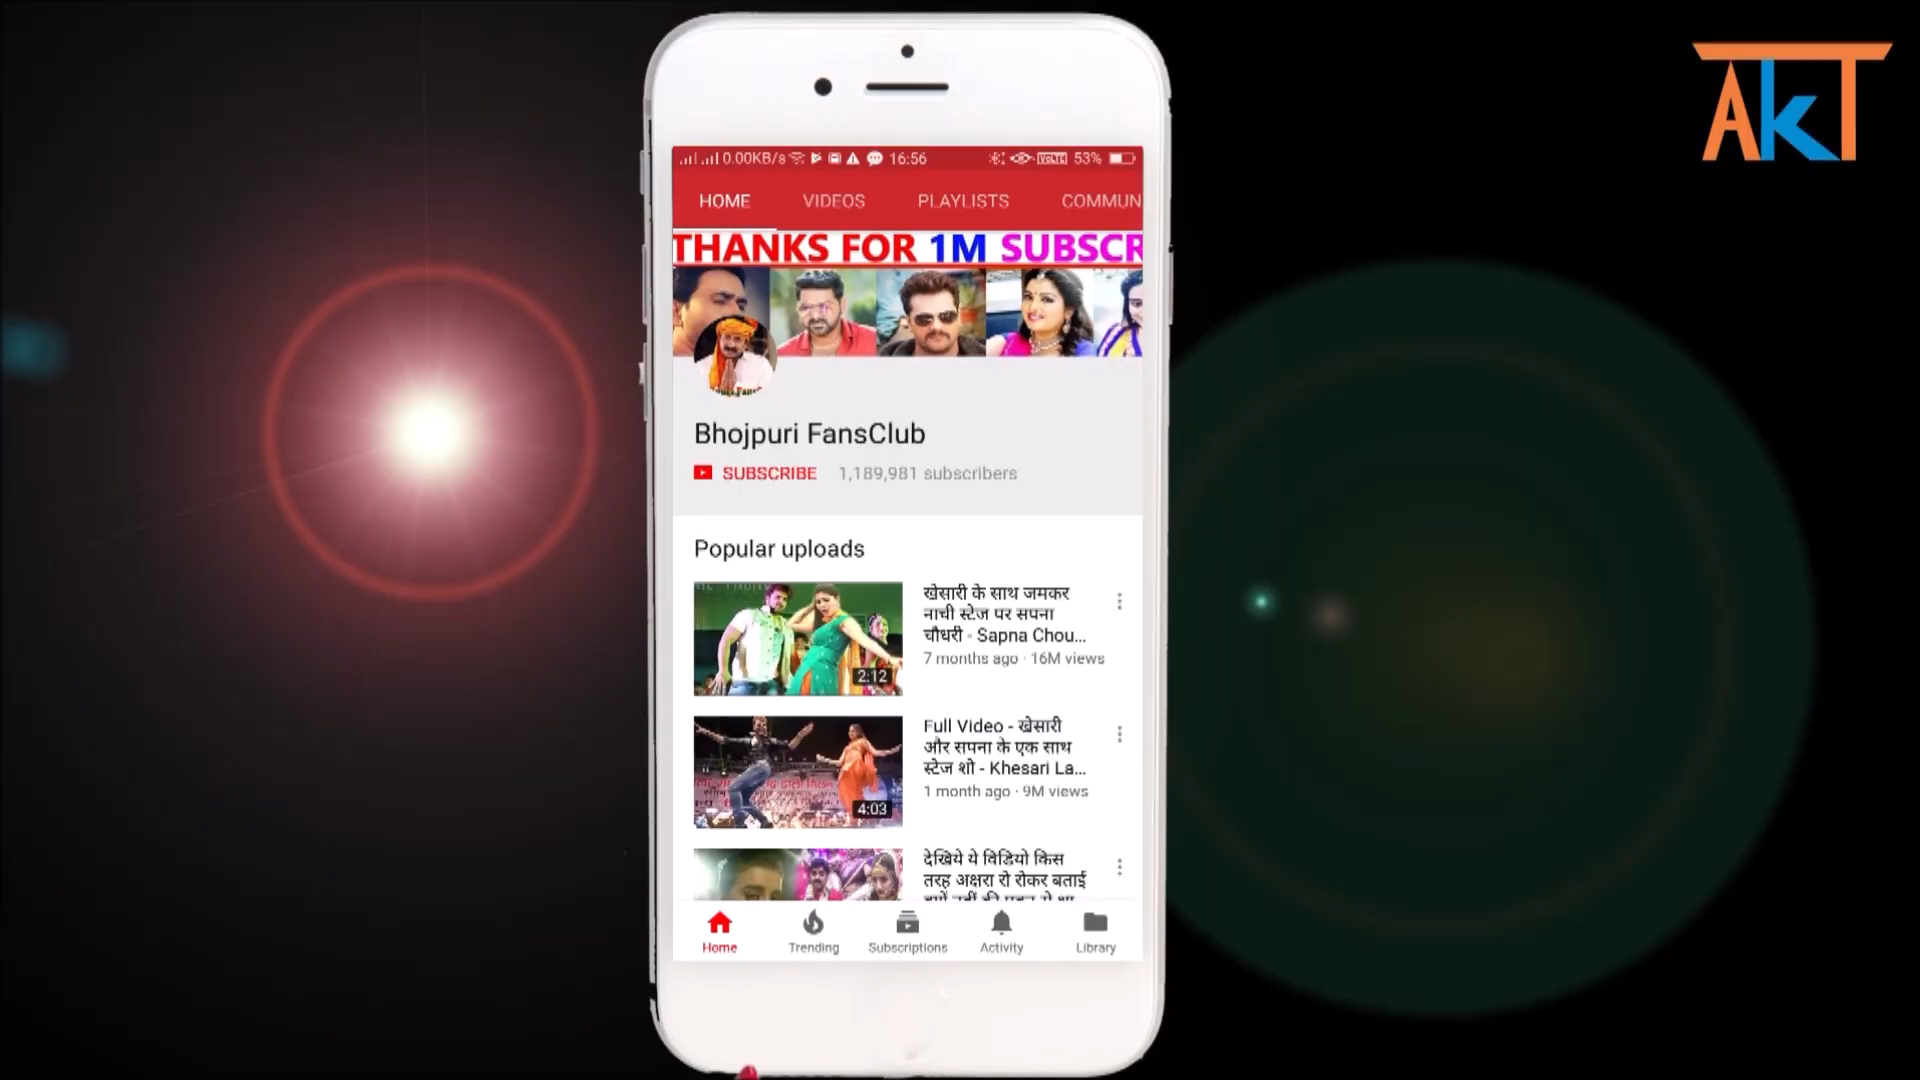 AKT
0.00KB/s 16:56 VoLTE 53%
HOME VIDEOS PLAYLISTS COMMUN
THANKS FOR 1M SUBSCR
Bhojpuri FansClub
SUBSCRIBE 1,189,981 subscribers
Popular uploads
खेसारी के साथ जमकर
नाची स्टेज पर सपना
चौधरी - Sapna Chou...
7 months ago · 16M views
2:12
Full Video - खेसारी
और सपना के एक साथ
स्टेज शो - Khesari La...
1 month ago · 9M views
4:03
देखिये ये विडियो किस
तरह अक्षरा रो रोकर बताई
Home Trending Subscriptions Activity Library